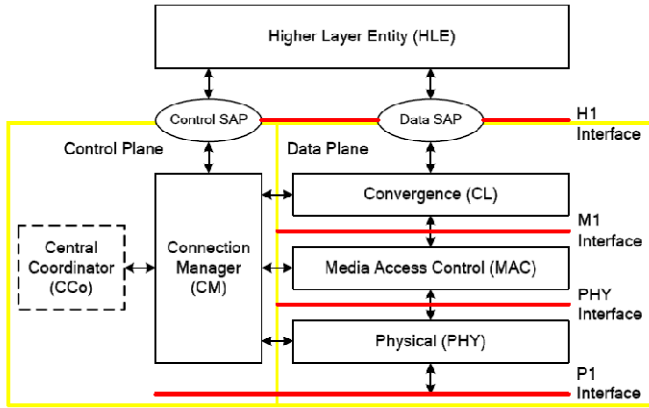 Higher Layer Entity (HLE)
Control SAP
Data SAP
H1
Interface
Control Plane
Data Plane
Convergence (CL)
M1
Interface
Central
Coordinator
(CCo)
Connection
Manager
(CM)
Media Access Control (MAC)
PHY
Interface
Physical (PHY)
P1
Interface